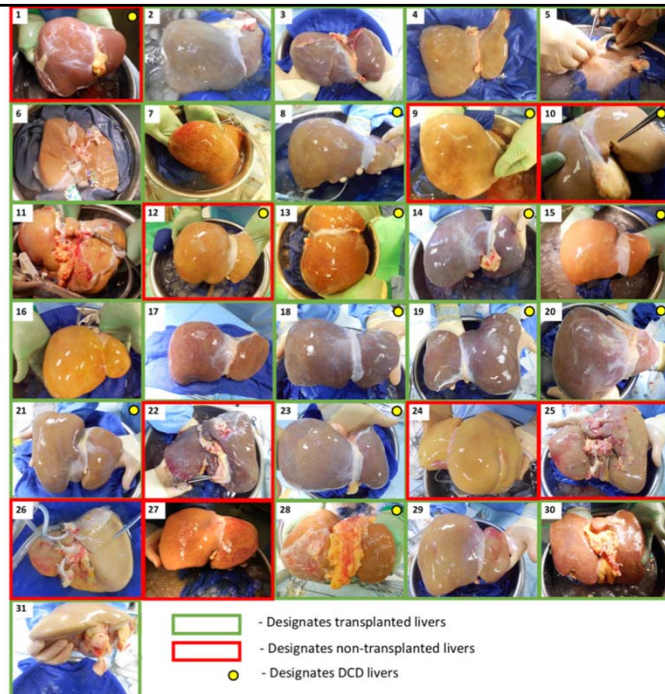 1 2 3 4 5
6 7 8 9 10
11 12 13 14 15
16 17 18 19 20
21 22 23 24 25
26 27 28 29 30
31
- Designates transplanted livers
- Designates non-transplanted livers
- Designates DCD livers